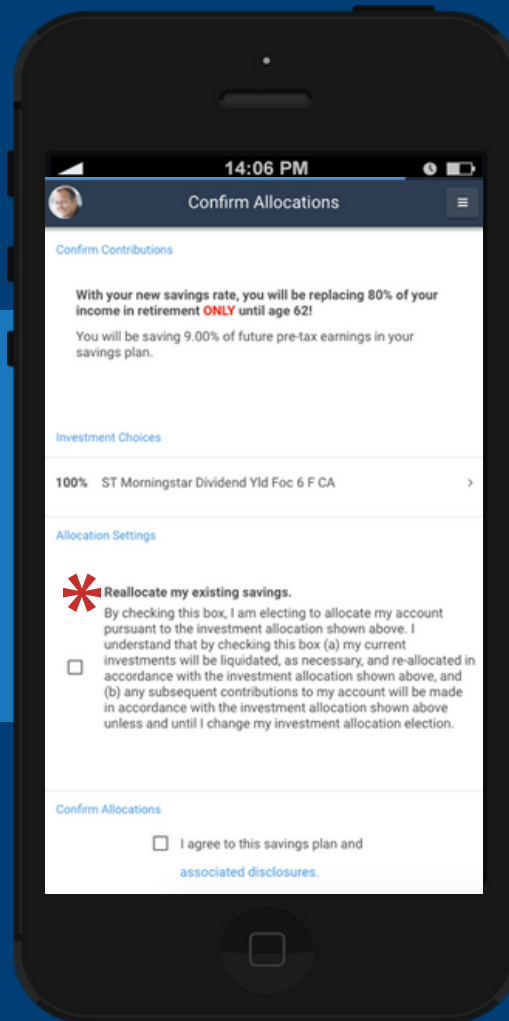 14:06 PM
Confirm Allocations
Confirm Contributions
With your new savings rate, you will be replacing 80% of your
income in retirement ONLY until age 62!
You will be saving 9.00% of future pre-tax earnings in your
savings plan.
Investment Choices
100% ST Morningstar Dividend Yld Foc 6 F CA >
Allocation Settings
* Reallocate my existing savings.
By checking this box, I am electing to allocate my account
pursuant to the investment allocation shown above. I
understand that by checking this box (a) my current
investments will be liquidated, as necessary, and re-allocated in
accordance with the investment allocation shown above, and
(b) any subsequent contributions to my account will be made
in accordance with the investment allocation shown above
unless and until I change my investment allocation election.
Confirm Allocations
I agree to this savings plan and
associated disclosures.